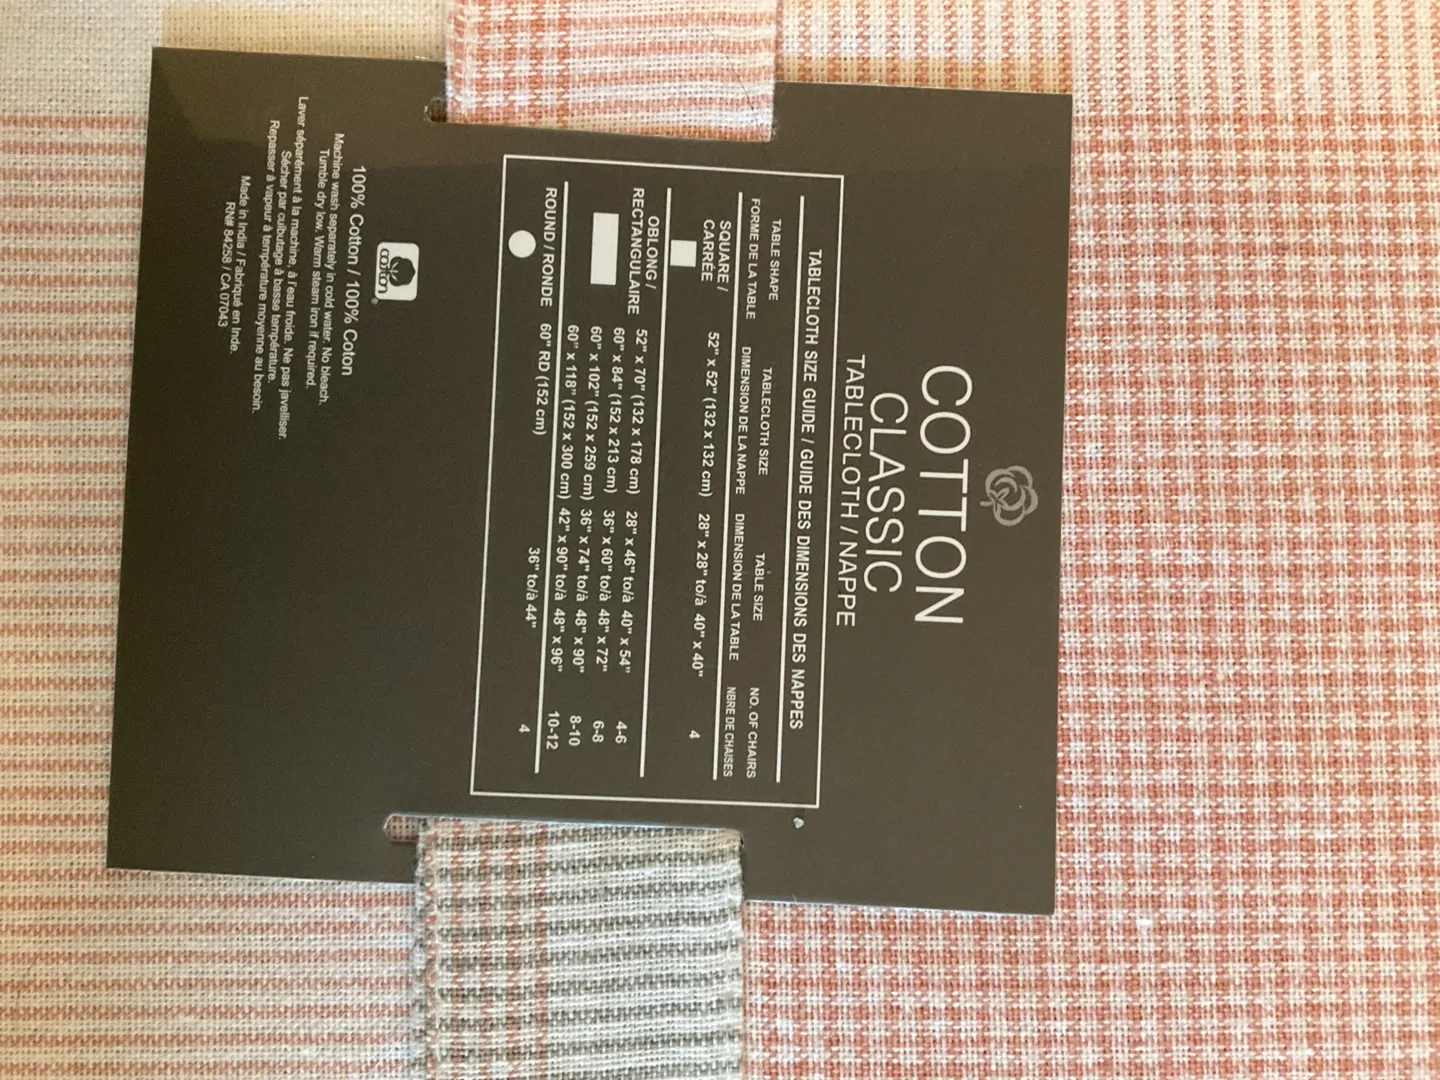 COTTON
CLASSIC
TABLECLOTH / NAPPE
TABLECLOTH SIZE GUIDE / GUIDE DES DIMENSIONS DES NAPPES
TABLE SHAPE TABLECLOTH SIZE TABLE SIZE NO. OF CHAIRS
FORME DE LA TABLE DIMENSION DE LA NAPPE DIMENSION DE LA TABLE NBRE DE CHAISES
SQUARE /
CARRÉE 52" x 52" (132 x 132 cm) 28" x 28" to/à 40" x 40" 4
OBLONG /
RECTANGULAIRE 52" x 70" (132 x 178 cm) 28" x 46" to/à 40" x 54" 4-6
60" x 84" (152 x 213 cm) 36" x 60" to/à 48" x 72" 6-8
60" x 102" (152 x 259 cm) 36" x 74" to/à 48" x 90" 8-10
60" x 118" (152 x 300 cm) 42" x 90" to/à 48" x 96" 10-12
ROUND / RONDE 60" RD (152 cm) 36" to/à 44" 4
cotton®
100% Cotton / 100% Coton
Machine wash separately in cold water. No bleach.
Tumble dry low. Warm steam iron if required.
Laver séparément à la machine, à l'eau froide. Ne pas javelliser.
Sécher par culbutage à basse température.
Repasser à vapeur à température moyenne au besoin.
Made in India / Fabriqué en Inde.
RN# 84258 / CA 07043